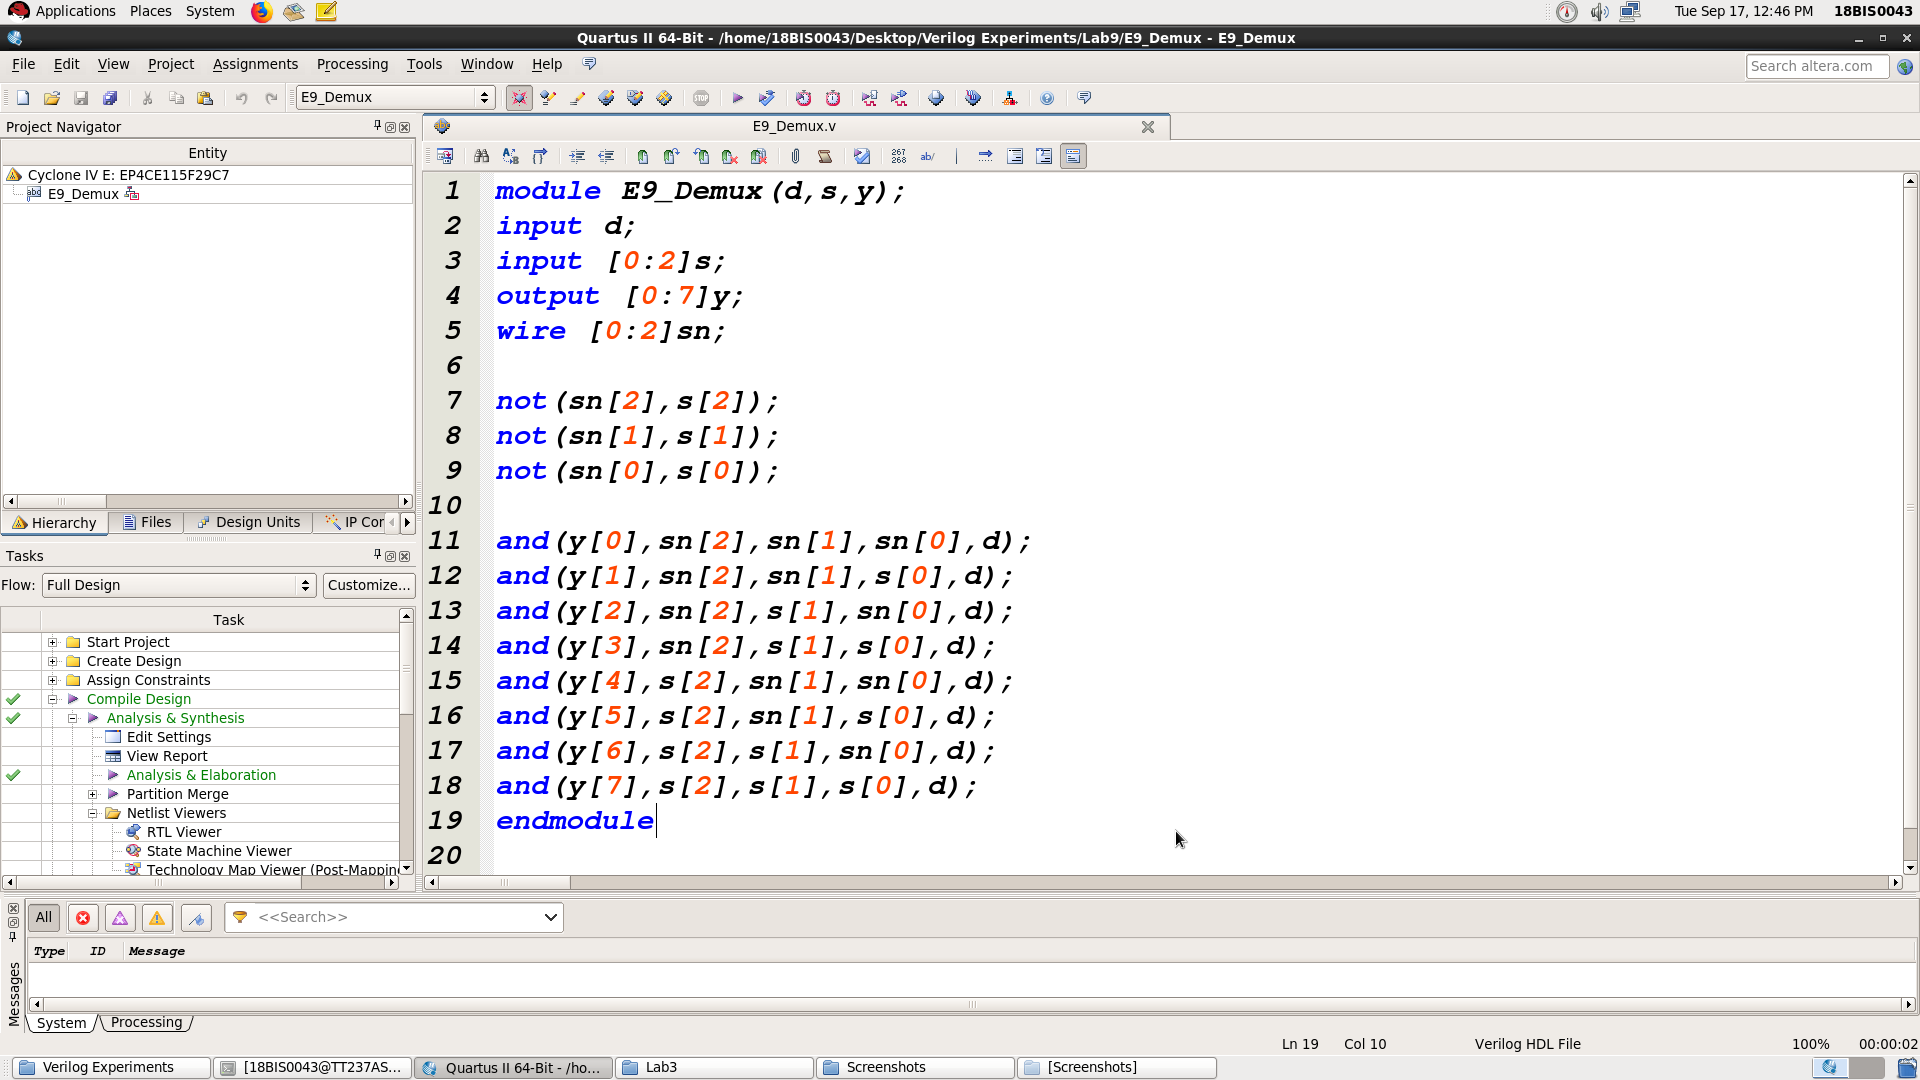 Applications Places System Tue Sep 17, 12:46 PM 18BIS0043
Quartus II 64-Bit - /home/18BIS0043/Desktop/Verilog Experiments/Lab9/E9_Demux - E9_Demux
File Edit View Project Assignments Processing Tools Window Help Search altera.com
E9_Demux STOP
Project Navigator
Entity
Cyclone IV E: EP4CE115F29C7
abc E9_Demux
Hierarchy Files Design Units IP Cor
Tasks
Flow: Full Design Customize...
Task
Start Project
Create Design
Assign Constraints
Compile Design
Analysis & Synthesis
Edit Settings
View Report
Analysis & Elaboration
Partition Merge
Netlist Viewers
RTL Viewer
State Machine Viewer
Technology Map Viewer (Post-Mappin
E9_Demux.v
267 268 ab/
1 module E9_Demux(d,s,y);
2 input d;
3 input [0:2]s;
4 output [0:7]y;
5 wire [0:2]sn;
6
7 not(sn[2],s[2]);
8 not(sn[1],s[1]);
9 not(sn[0],s[0]);
10
11 and(y[0],sn[2],sn[1],sn[0],d);
12 and(y[1],sn[2],sn[1],s[0],d);
13 and(y[2],sn[2],s[1],sn[0],d);
14 and(y[3],sn[2],s[1],s[0],d);
15 and(y[4],s[2],sn[1],sn[0],d);
16 and(y[5],s[2],sn[1],s[0],d);
17 and(y[6],s[2],s[1],sn[0],d);
18 and(y[7],s[2],s[1],s[0],d);
19 endmodule
20
Messages
All <<Search>>
Type ID Message
System Processing
Ln 19 Col 10 Verilog HDL File 100% 00:00:02
Verilog Experiments [18BIS0043@TT237AS... Quartus II 64-Bit - /ho... Lab3 Screenshots [Screenshots]